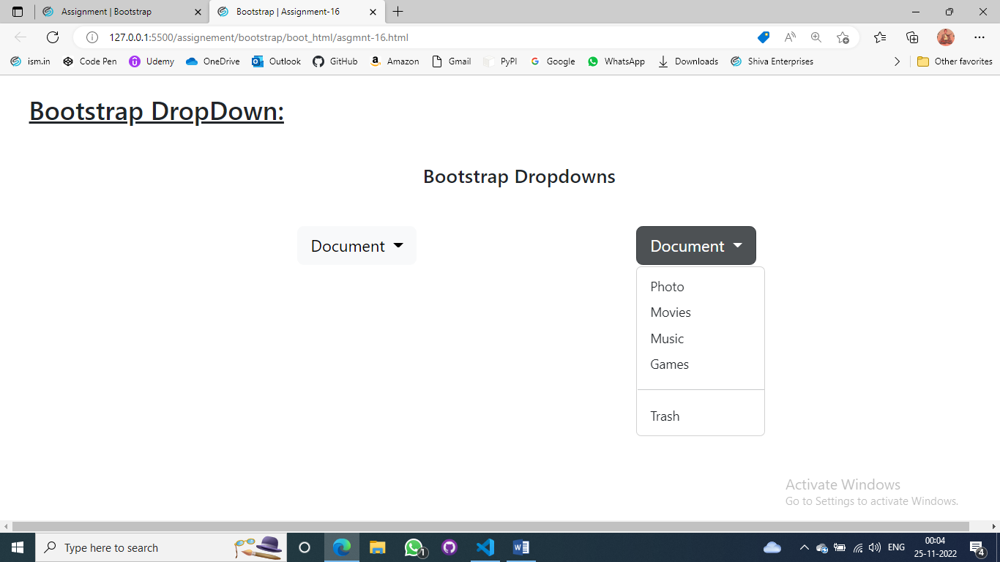 Assignment | Bootstrap
Bootstrap | Assignment-16
127.0.0.1:5500/assignement/bootstrap/boot_html/asgmnt-16.html
ism.in Code Pen Udemy OneDrive Outlook GitHub Amazon Gmail PyPI Google WhatsApp Downloads Shiva Enterprises Other favorites
Bootstrap DropDown:
Bootstrap Dropdowns
Document Document
Photo
Movies
Music
Games
Trash
Activate Windows
Go to Settings to activate Windows.
Type here to search
1
ENG
00:04
25-11-2022
4